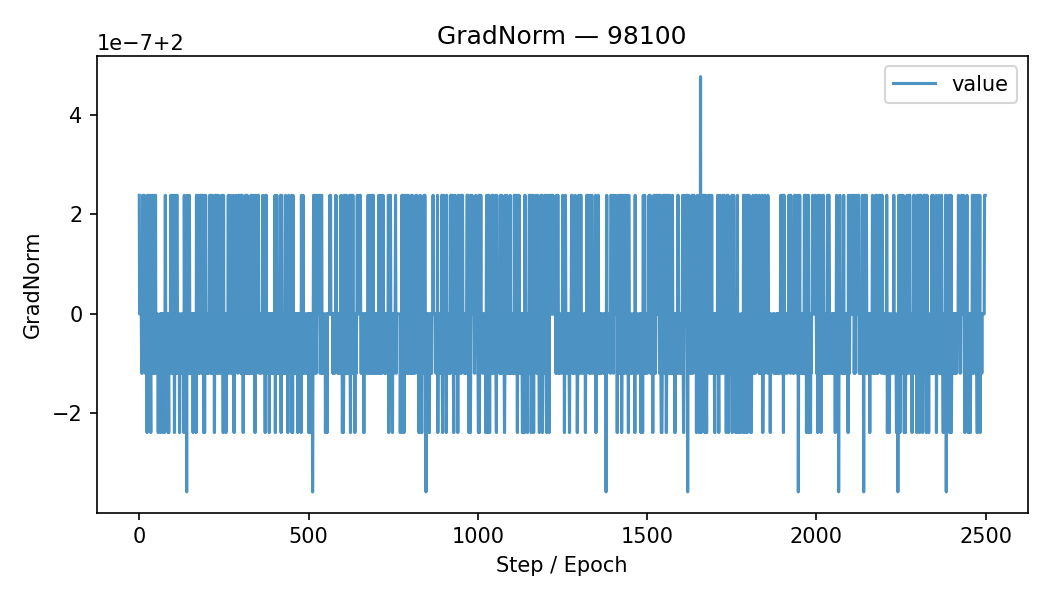 GradNorm — 98100
1e−7+2
value
4
2
0
−2
GradNorm
0 500 1000 1500 2000 2500
Step / Epoch